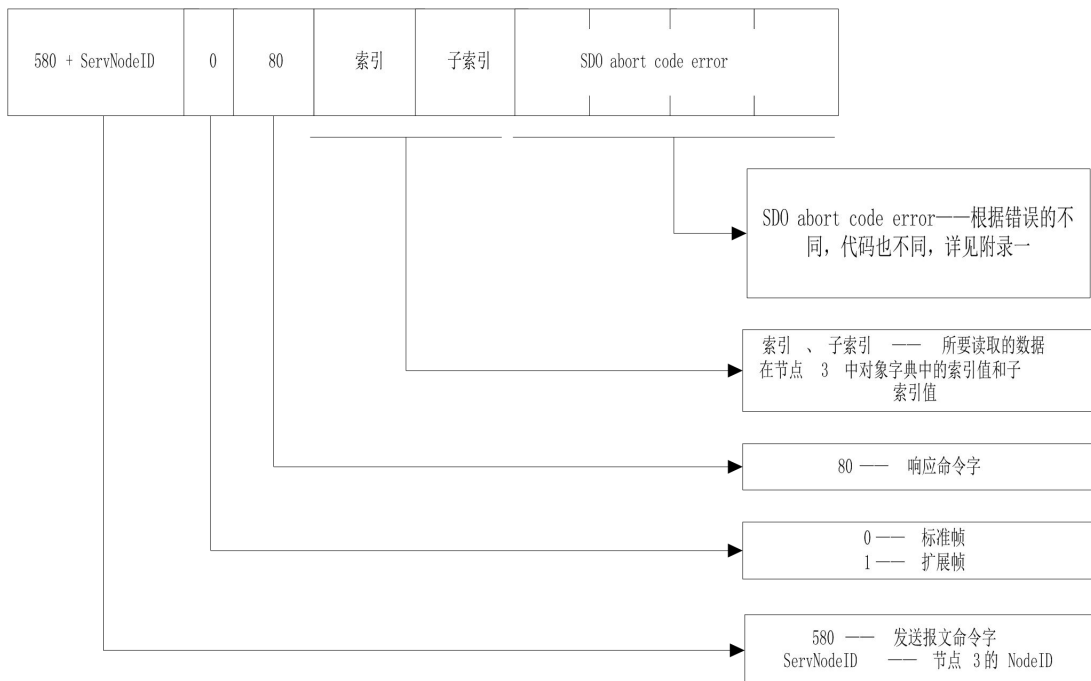 580 + ServNodeID
0
80
索引
子索引
SDO abort code error
SDO abort code error——根据错误的不
同，代码也不同，详见附录一
索引 、子索引 —— 所要读取的数据
在节点 3 中对象字典中的索引值和子
索引值
80 —— 响应命令字
0 —— 标准帧
1 —— 扩展帧
580 —— 发送报文命令字
ServNodeID —— 节点 3的 NodeID